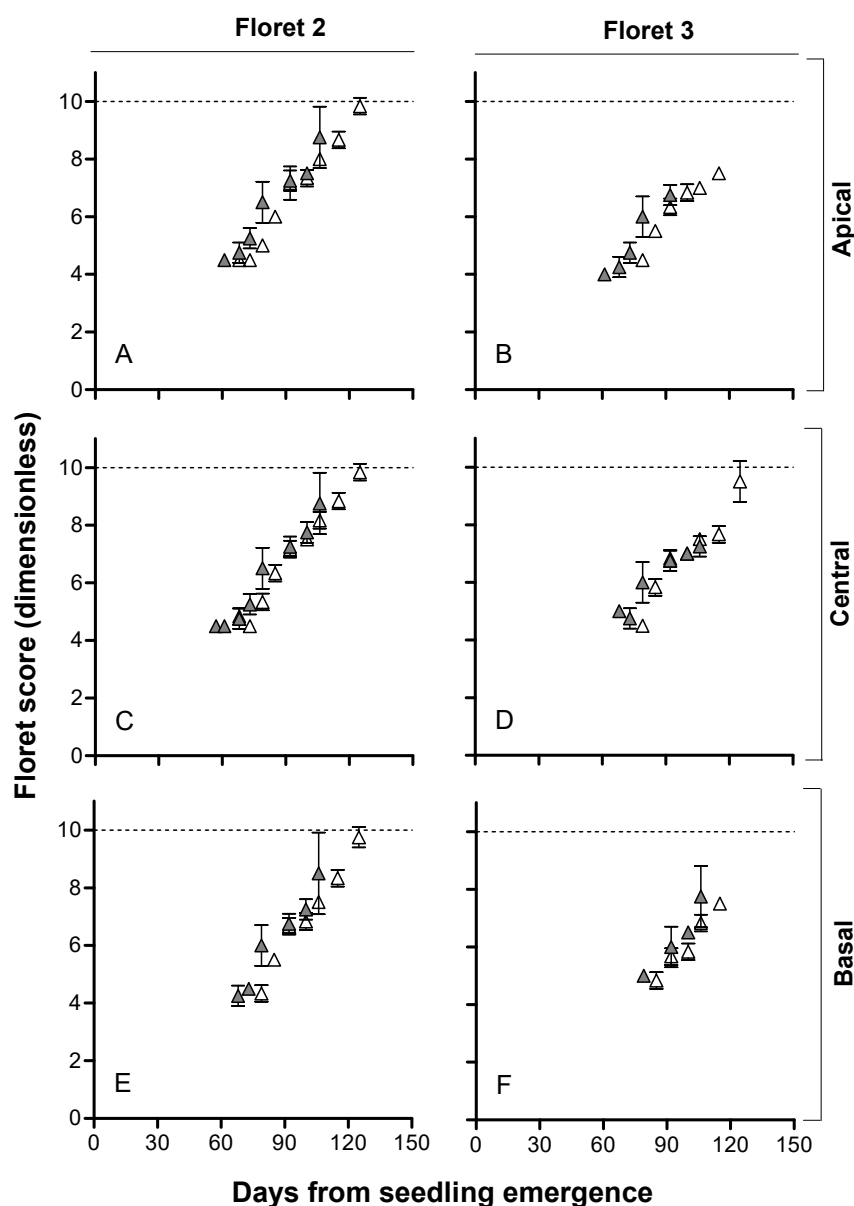 Floret 2
Floret 3
10
8
6
4
2
0
A
B
Apical
10
8
6
4
2
0
C
D
Central
10
8
6
4
2
0
E
F
Basal
0 30 60 90 120 150
0 30 60 90 120 150
Floret score (dimensionless)
Days from seedling emergence